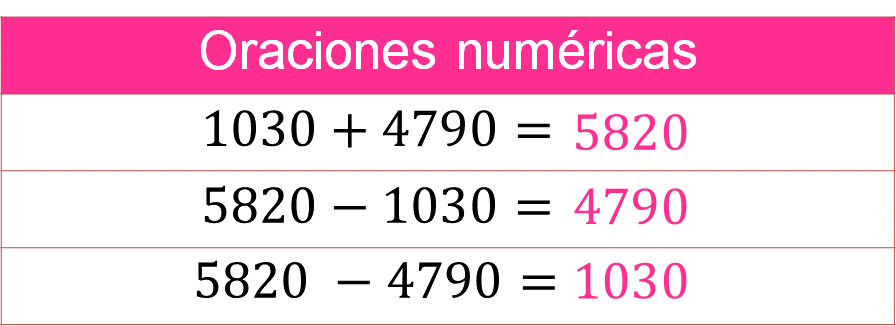 Oraciones numéricas
1030 + 4790 = 5820
5820 − 1030 = 4790
5820 − 4790 = 1030